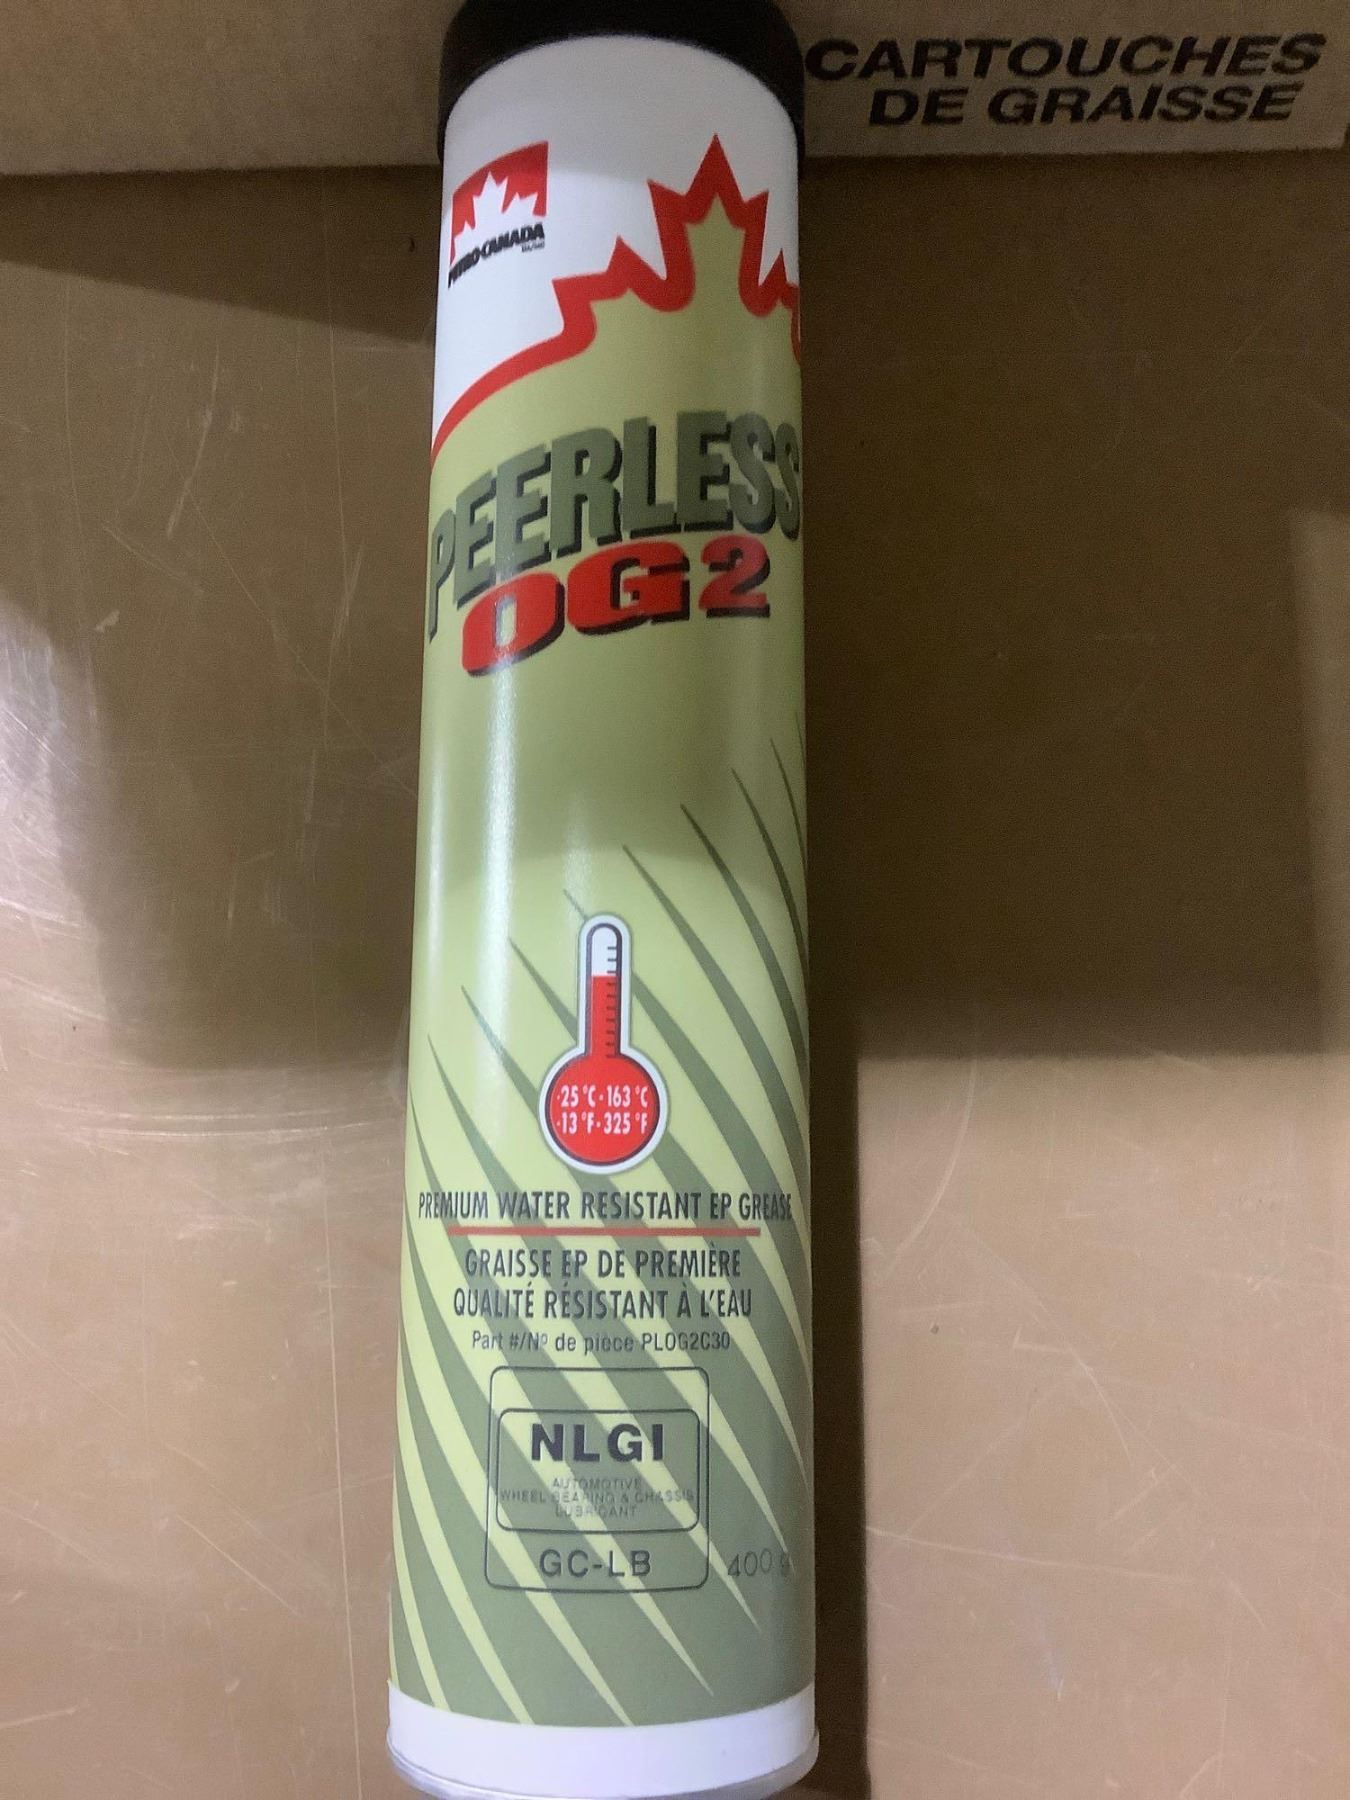 CARTOUCHES
DE GRAISSE
PETRO-CANADA
PEERLESS
OG2
-25 °C - 163 °C
-13 °F - 325 °F
PREMIUM WATER RESISTANT EP GREASE
GRAISSE EP DE PREMIÈRE
QUALITÉ RÉSISTANT À L'EAU
Part #/Nº de pièce PLOG2C30
NLGI
AUTOMOTIVE
WHEEL BEARING & CHASSIS
LUBRICANT
GC-LB
400 g